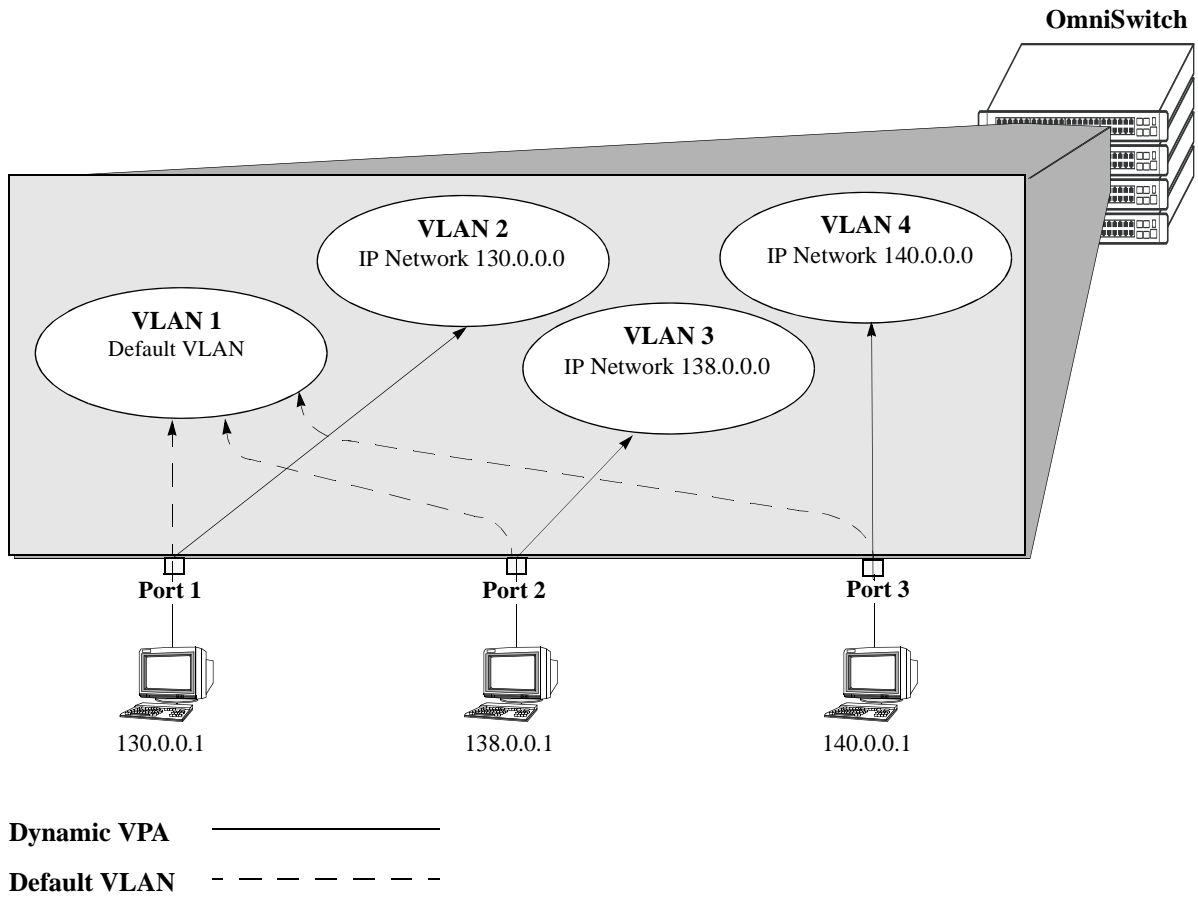 OmniSwitch
VLAN 2
IP Network 130.0.0.0
VLAN 4
IP Network 140.0.0.0
VLAN 1
Default VLAN
VLAN 3
IP Network 138.0.0.0
Port 1
Port 2
Port 3
130.0.0.1
138.0.0.1
140.0.0.1
Dynamic VPA
Default VLAN